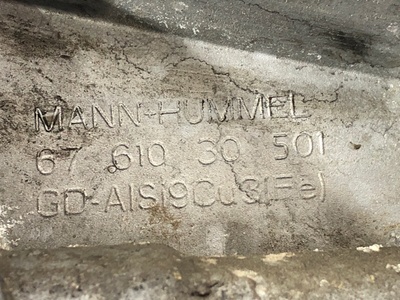 MANN+HUMMEL
67 610 30 501
GD-AlSi9Cu3(Fe)